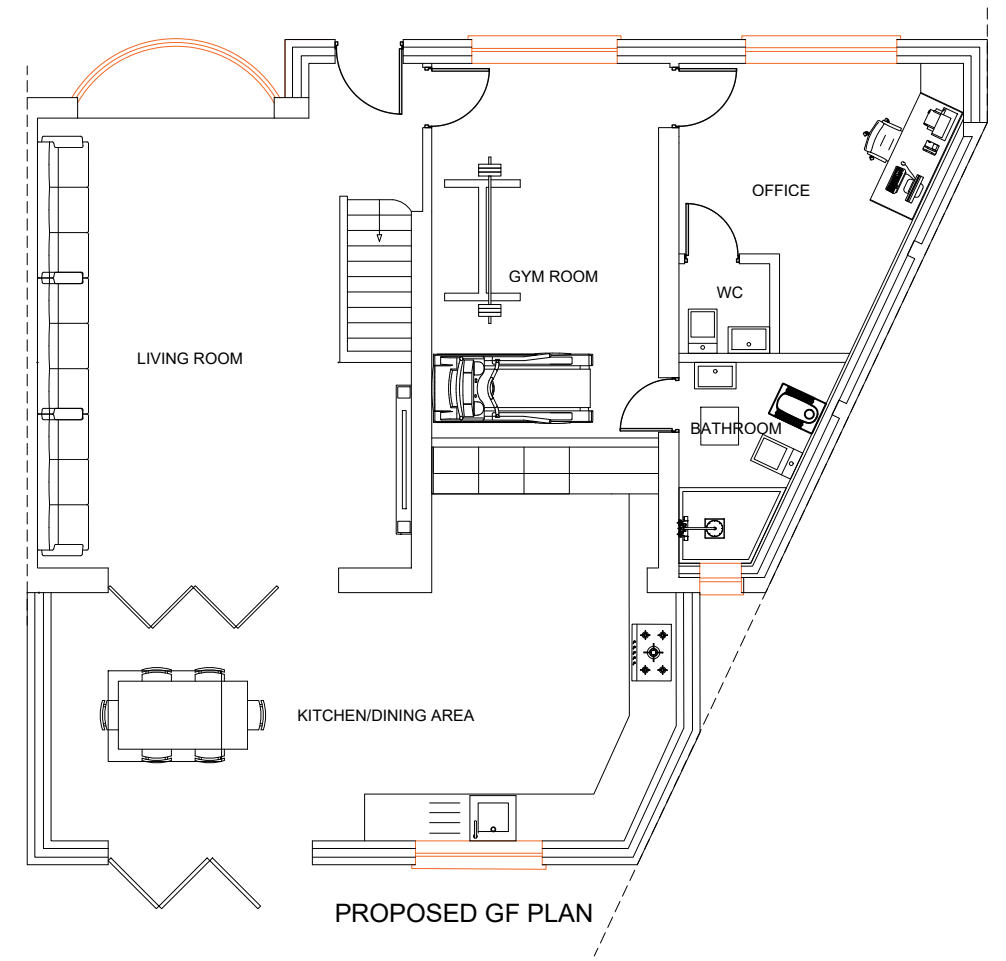 OFFICE
GYM ROOM
WC
LIVING ROOM
BATHROOM
KITCHEN/DINING AREA
PROPOSED GF PLAN